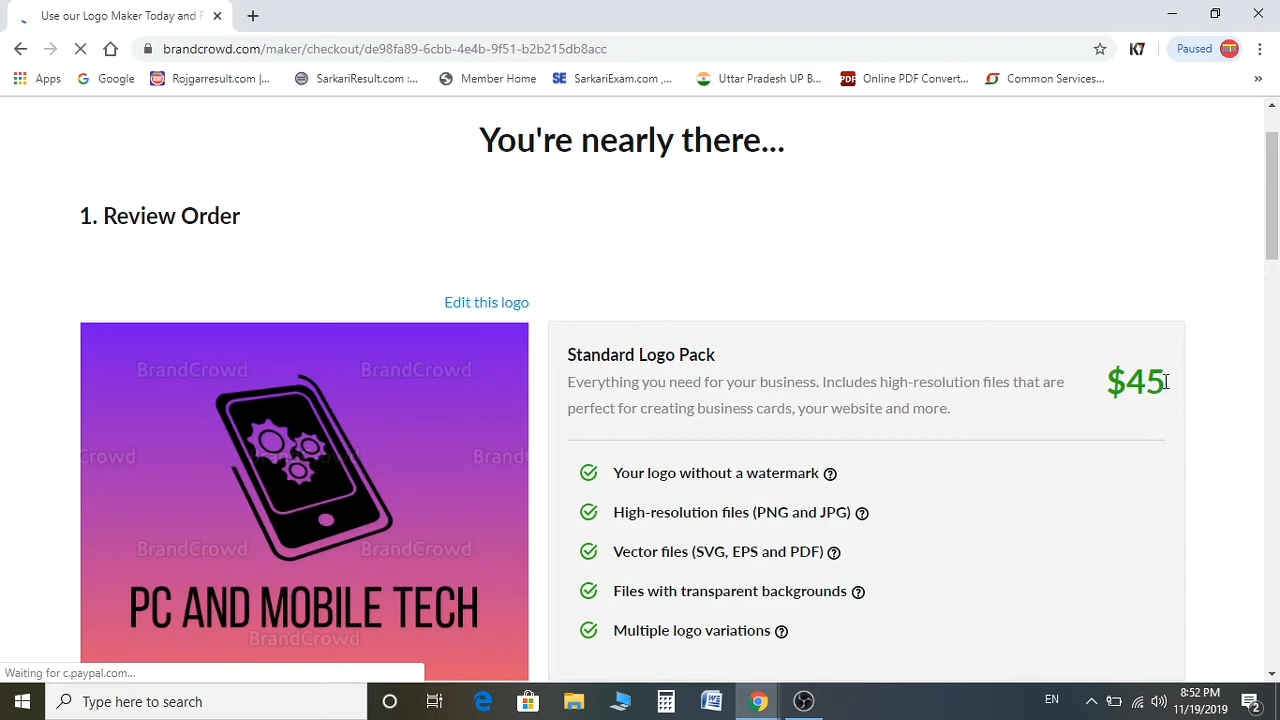 Use our Logo Maker Today and F
brandcrowd.com/maker/checkout/de98fa89-6cbb-4e4b-9f51-b2b215db8acc
K7
Paused
Apps
Google
Rojgarresult.com |...
SarkariResult.com :...
Member Home
SE
SarkariExam.com ,...
Uttar Pradesh UP B...
PDF
Online PDF Convert...
Common Services...
»
You're nearly there...
1. Review Order
Edit this logo
BrandCrowd
BrandCrowd
Crowd
BrandCrowd
Brand
BrandCrowd
BrandCrowd
PC AND MOBILE TECH
BrandCrowd
Standard Logo Pack
$45
Everything you need for your business. Includes high-resolution files that are
perfect for creating business cards, your website and more.
Your logo without a watermark ?
High-resolution files (PNG and JPG) ?
Vector files (SVG, EPS and PDF) ?
Files with transparent backgrounds ?
Multiple logo variations ?
Waiting for c.paypal.com...
Type here to search
EN
8:52 PM
11/19/2019
2